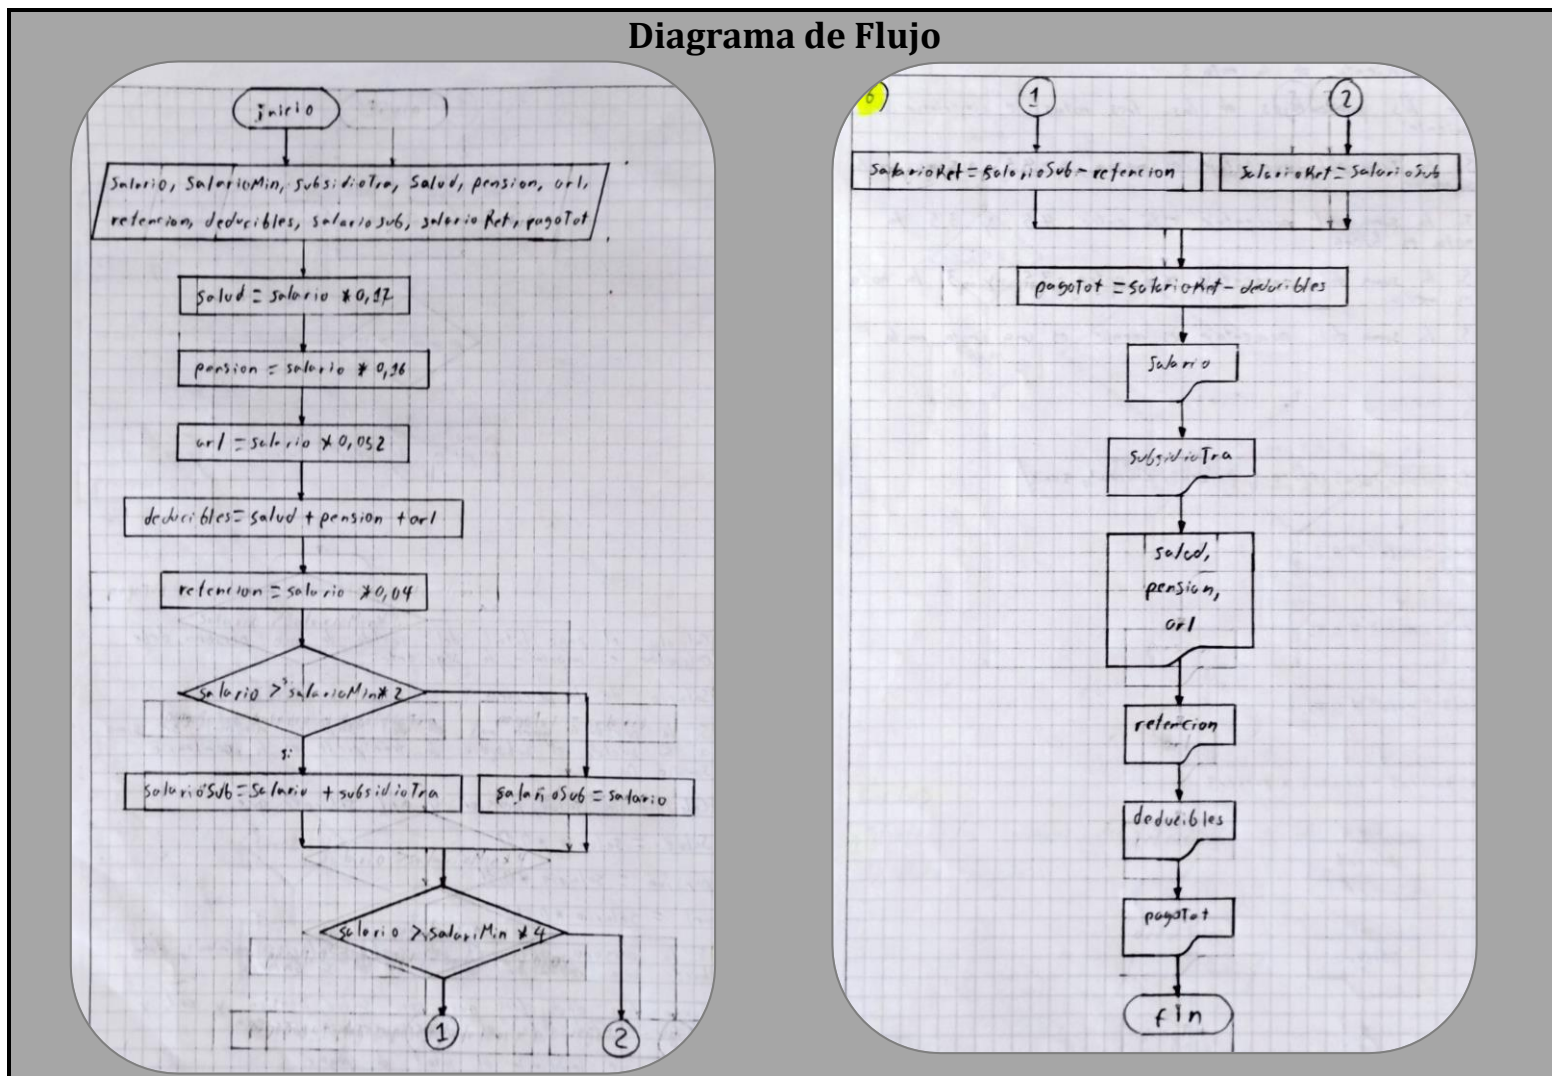 Diagrama de Flujo
inicio
Salario, SalarioMin, subsidioTra, Salud, pension, arl,
retencion, deducibles, salarioSub, salarioRet, pagoTot
salud = salario * 0,12
pension = salario * 0,16
arl = salario * 0,052
deducibles = salud + pension + arl
retencion = salario * 0,04
salario > salarioMin * 2
si
salarioSub = Salario + subsidioTra
salarioSub = salario
salario > salariMin * 4
1
2
1
2
SalarioRet = SalarioSub - retencion
SalarioRet = SalarioSub
pagoTot = salarioRet - deducibles
Salario
SubsidioTra
salud,
pension,
arl
retencion
deducibles
pagoTot
fin